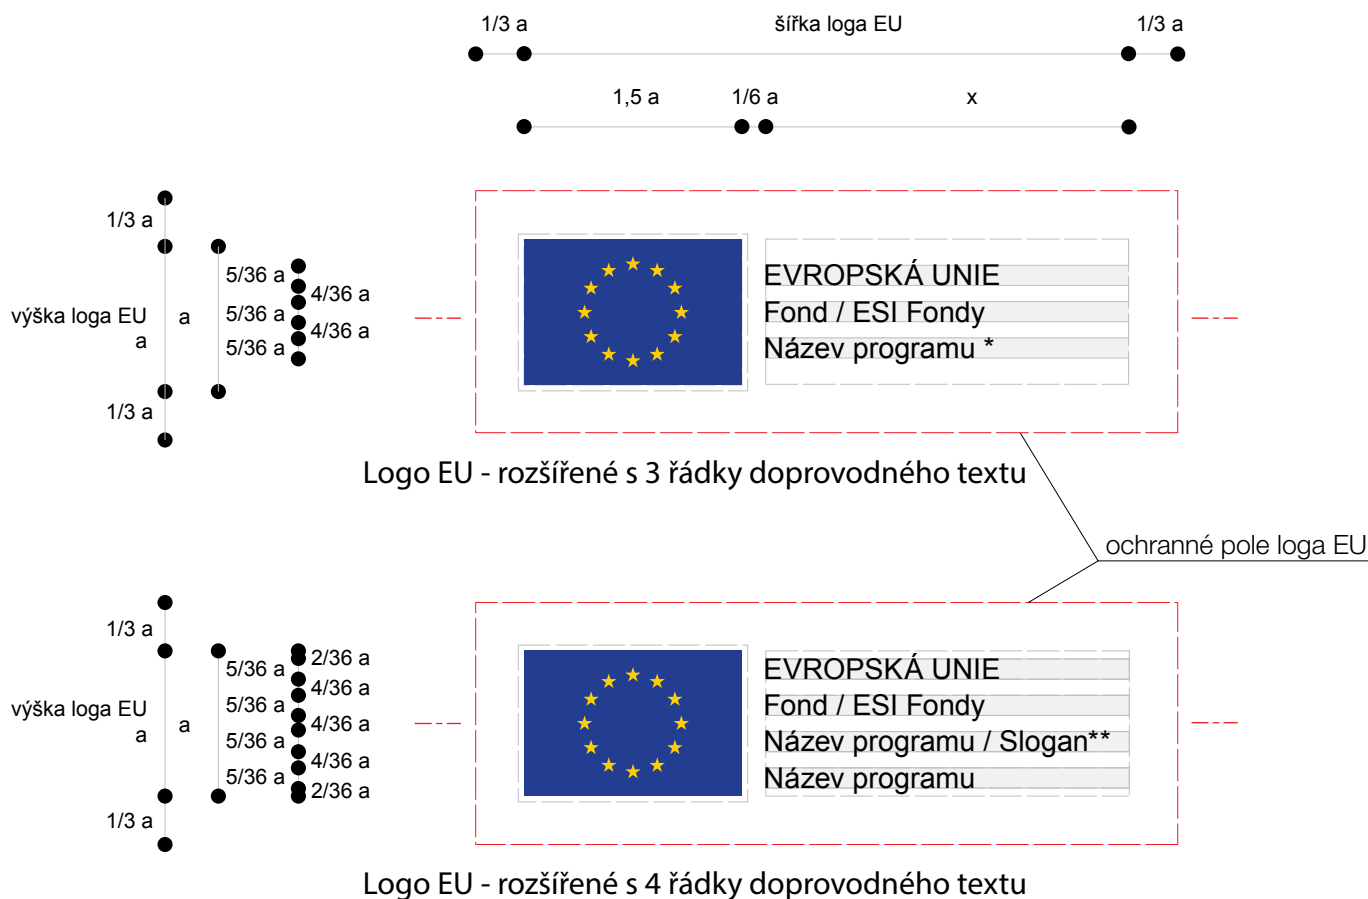 1/3 a šířka loga EU 1/3 a
1,5 a 1/6 a x
1/3 a
výška loga EU
a
a
5/36 a
4/36 a
5/36 a
4/36 a
5/36 a
1/3 a
EVROPSKÁ UNIE
Fond / ESI Fondy
Název programu *
Logo EU - rozšířené s 3 řádky doprovodného textu
ochranné pole loga EU
1/3 a
výška loga EU
a
a
2/36 a
5/36 a
4/36 a
5/36 a
4/36 a
5/36 a
4/36 a
5/36 a
2/36 a
1/3 a
EVROPSKÁ UNIE
Fond / ESI Fondy
Název programu / Slogan**
Název programu
Logo EU - rozšířené s 4 řádky doprovodného textu